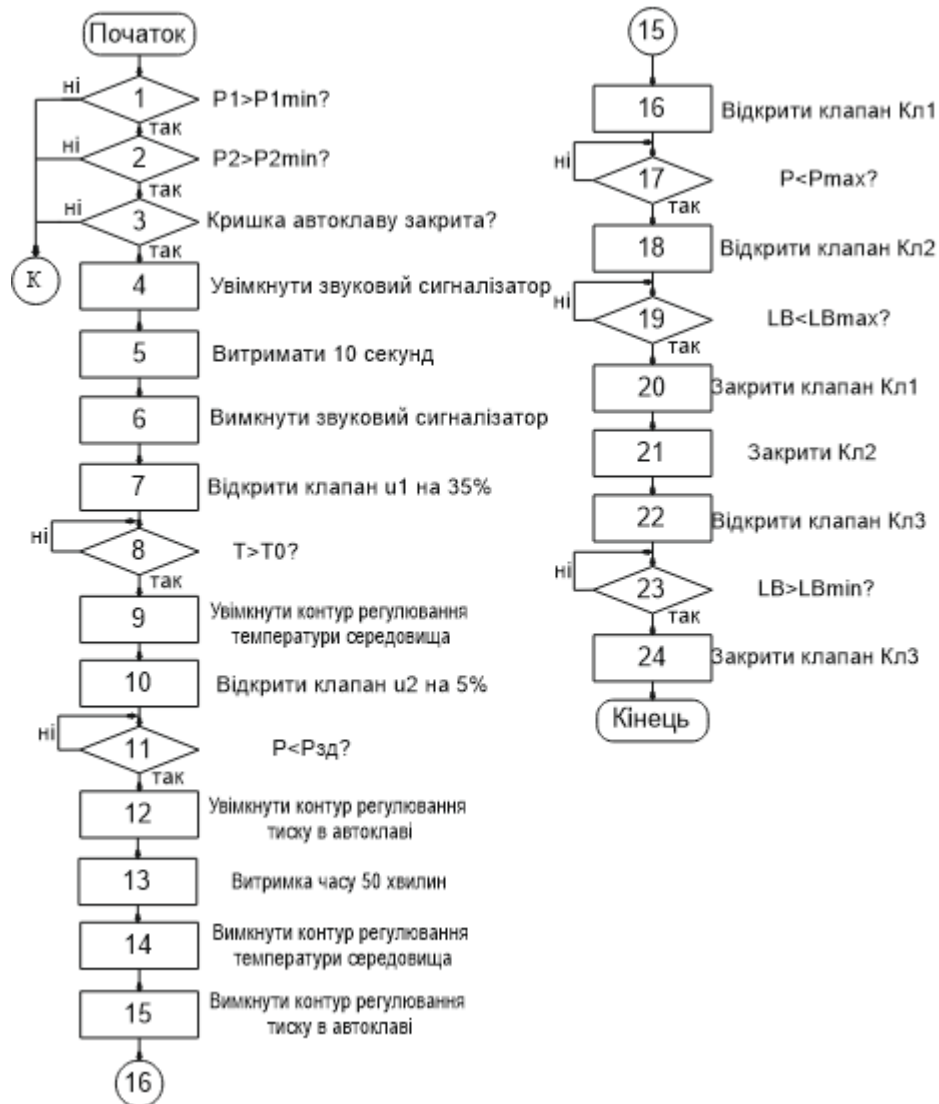 Початок
ні
1
P1>P1min?
так
ні
2
P2>P2min?
так
ні
3
Кришка автоклаву закрита?
так
К
4
Увімкнути звуковий сигналізатор
5
Витримати 10 секунд
6
Вимкнути звуковий сигналізатор
7
Відкрити клапан u1 на 35%
ні
8
T>T0?
так
9
Увімкнути контур регулювання
температури середовища
10
Відкрити клапан u2 на 5%
ні
11
P<Pзд?
так
12
Увімкнути контур регулювання
тиску в автоклаві
13
Витримка часу 50 хвилин
14
Вимкнути контур регулювання
температури середовища
15
Вимкнути контур регулювання
тиску в автоклаві
16
15
16
Відкрити клапан Кл1
ні
17
P<Pmax?
так
18
Відкрити клапан Кл2
ні
19
LB<LBmax?
так
20
Закрити клапан Кл1
21
Закрити Кл2
22
Відкрити клапан Кл3
ні
23
LB>LBmin?
так
24
Закрити клапан Кл3
Кінець